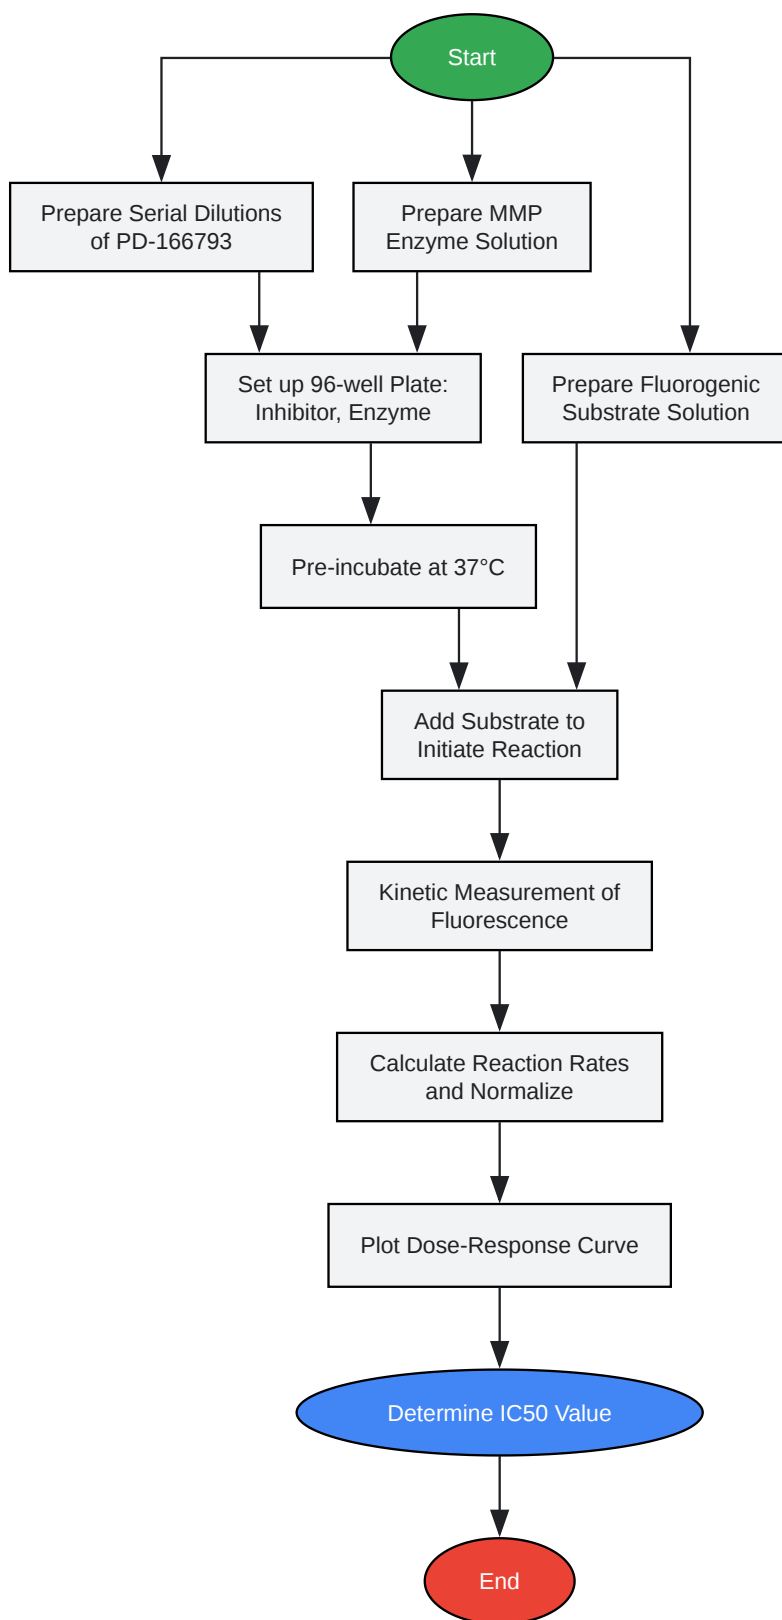 Start
Prepare Serial Dilutions
of PD-166793
Prepare MMP
Enzyme Solution
Set up 96-well Plate:
Inhibitor, Enzyme
Prepare Fluorogenic
Substrate Solution
Pre-incubate at 37°C
Add Substrate to
Initiate Reaction
Kinetic Measurement of
Fluorescence
Calculate Reaction Rates
and Normalize
Plot Dose-Response Curve
Determine IC50 Value
End